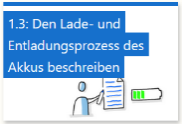 1.3: Den Lade- und
Entladungsprozess des
Akkus beschreiben